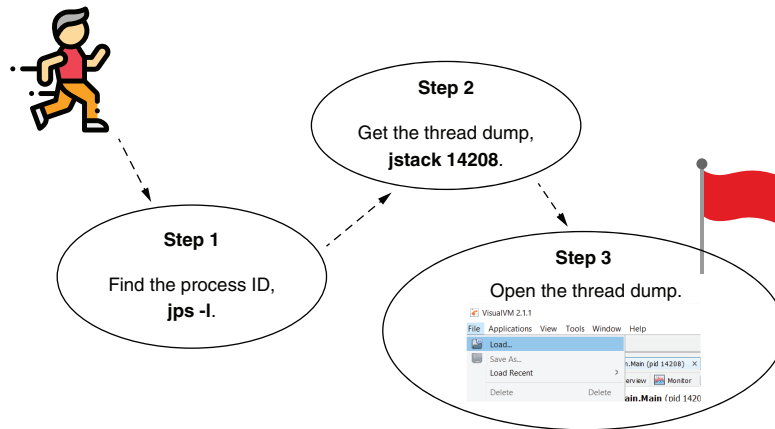 Step 1
Find the process ID,
jps -l.
Step 2
Get the thread dump,
jstack 14208.
Step 3
Open the thread dump.
VisualVM 2.1.1
File Applications View Tools Window Help
Load...
Save As...
Load Recent
Delete Delete
n.Main (pid 14208) ×
erview Monitor
ain.Main (pid 1420